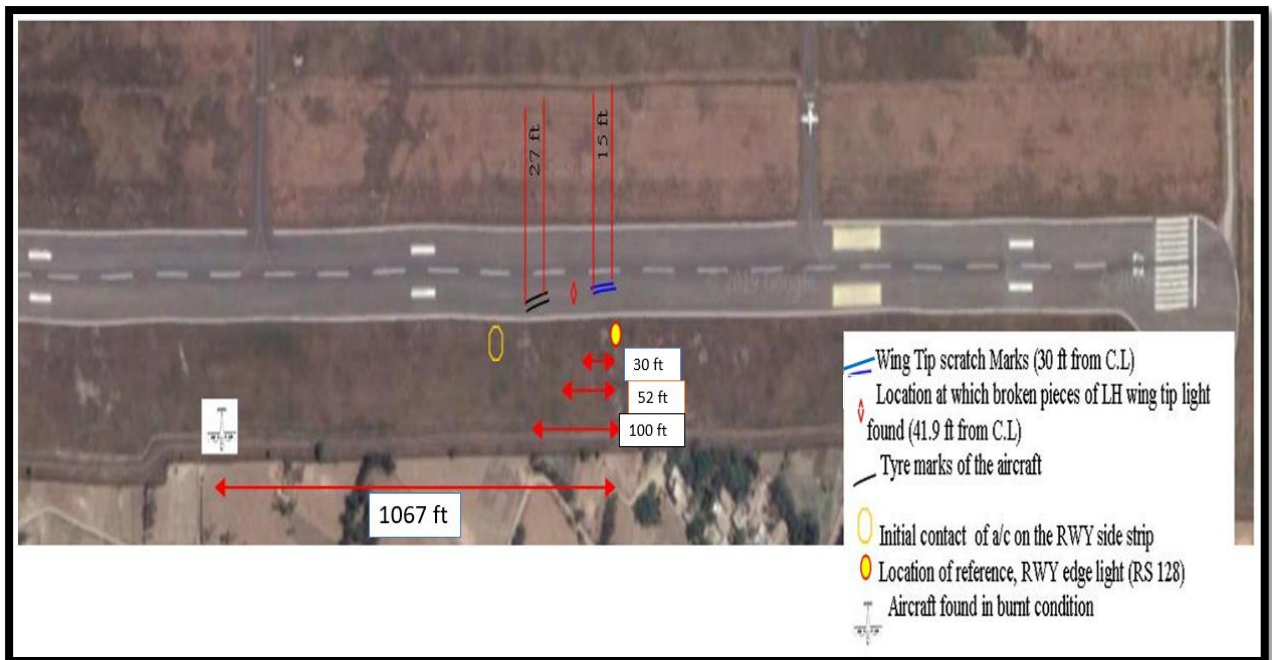 27 ft
15 ft
© 2019 Google
27
30 ft
52 ft
100 ft
1067 ft
Wing Tip scratch Marks (30 ft from C.L)
Location at which broken pieces of LH wing tip light
found (41.9 ft from C.L)
Tyre marks of the aircraft
Initial contact of a/c on the RWY side strip
Location of reference, RWY edge light (RS 128)
Aircraft found in burnt condition